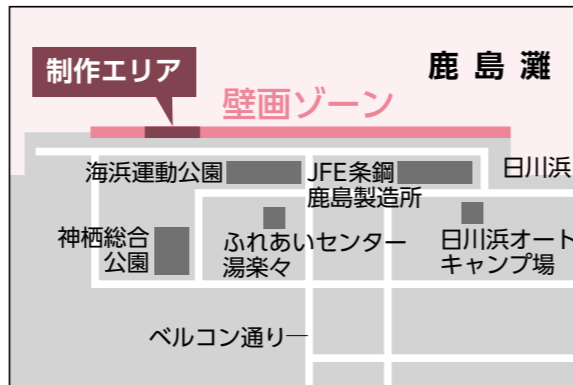 鹿島灘
制作エリア
壁画ゾーン
海浜運動公園
JFE条鋼
鹿島製造所
日川浜
神栖総合
公園
ふれあいセンター
湯楽々
日川浜オート
キャンプ場
ベルコン通り